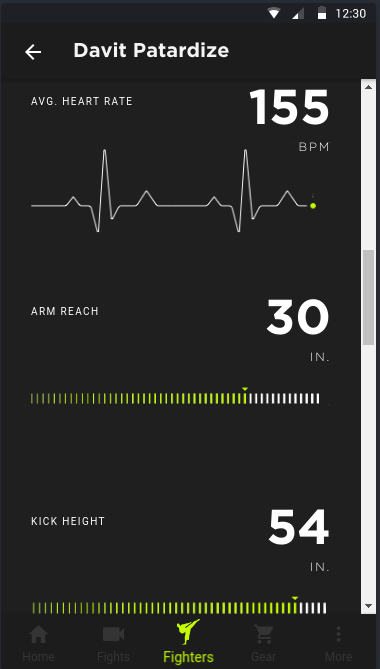 12:30
Davit Patardize
AVG. HEART RATE
155
BPM
ARM REACH
30
IN.
KICK HEIGHT
54
IN.
Home Fights Fighters Gear More